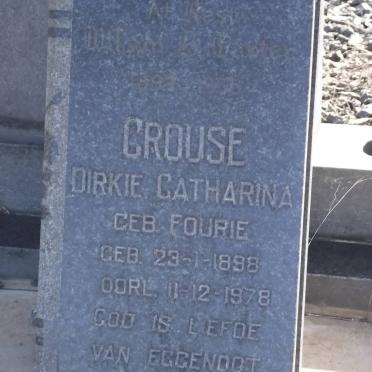 CROUSE
DIRKIE CATHARINA
GEB. FOURIE
GEB. 23-1-1898
OORL. 11-12-1978
GOD IS LIEFDE
VAN EGGENOOT